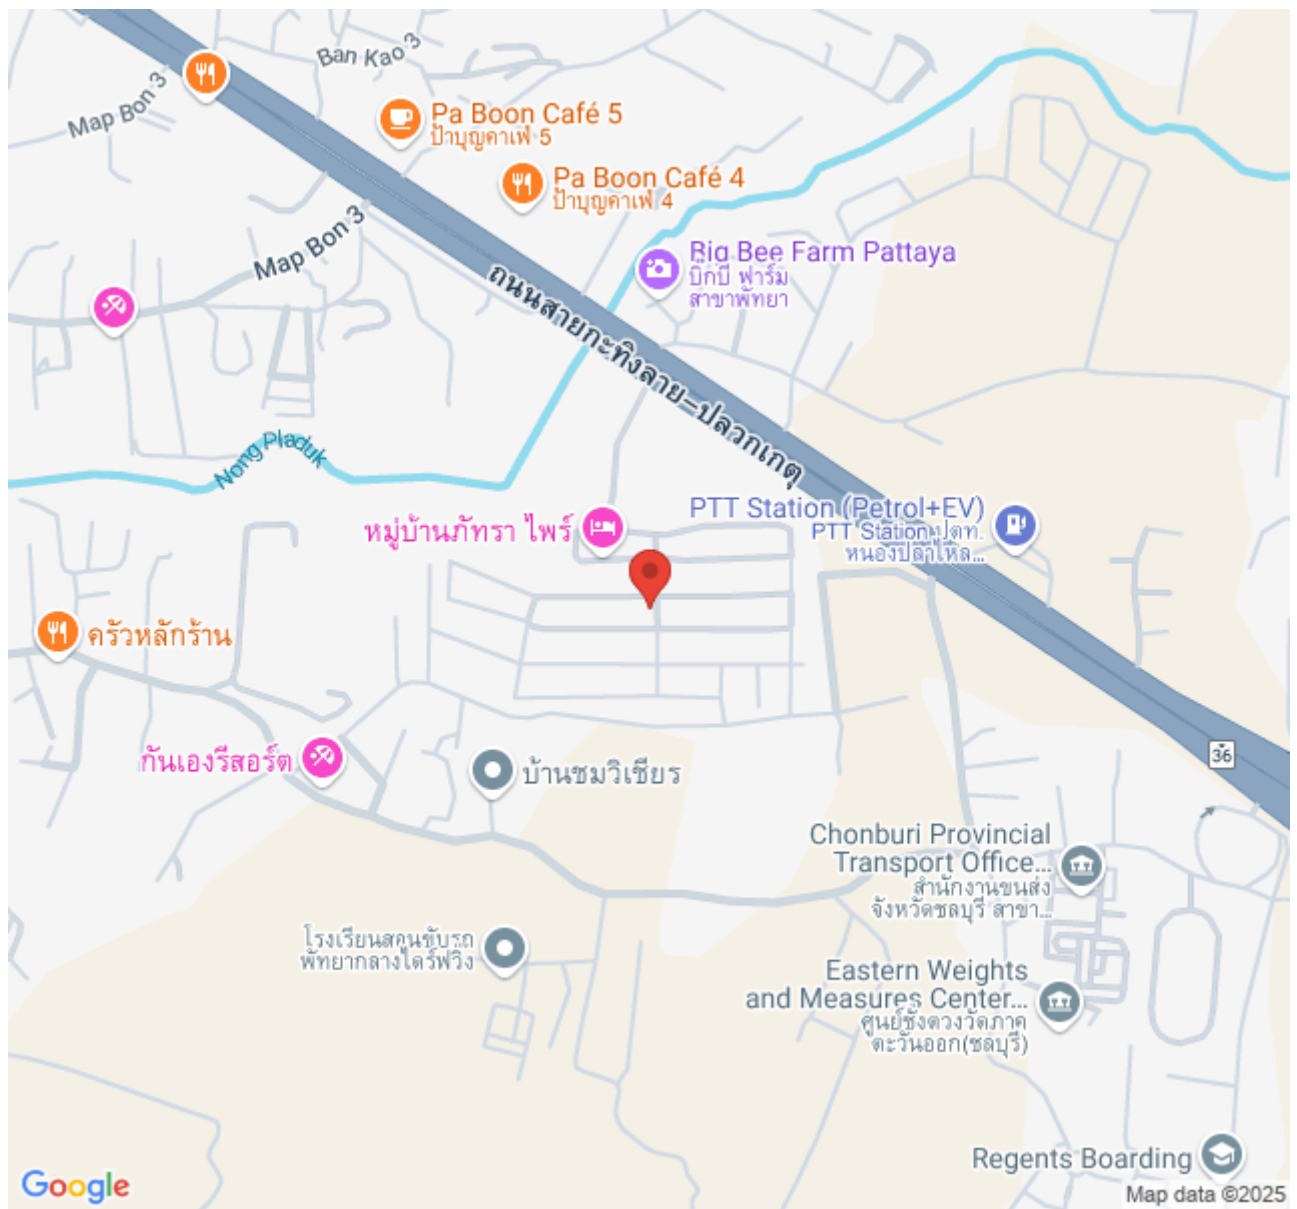 Ban Kao 3
Map Bon 3
Pa Boon Café 5
ป้าบุญคาเฟ่ 5
Pa Boon Café 4
ป้าบุญคาเฟ่ 4
Map Bon 3
Big Bee Farm Pattaya
บิ๊กบี ฟาร์ม
สาขาพัทยา
ถนนสายกะทิงลาย–ปลวกเกตุ
Nong Pladuk
PTT Station (Petrol+EV)
PTT Station ปตท.
หนองปลาไหล...
หมู่บ้านภัทรา ไพร์ม
ครัวหลักร้าน
36
กันเองรีสอร์ต
บ้านชมวิเชียร
Chonburi Provincial
Transport Office...
สำนักงานขนส่ง
จังหวัดชลบุรี สาขา...
โรงเรียนสอนขับรถ
พัทยากลางไดร์ฟวิ่ง
Eastern Weights
and Measures Center...
ศูนย์ชั่งตวงวัดภาค
ตะวันออก(ชลบุรี)
Regents Boarding
Google
Map data ©2025